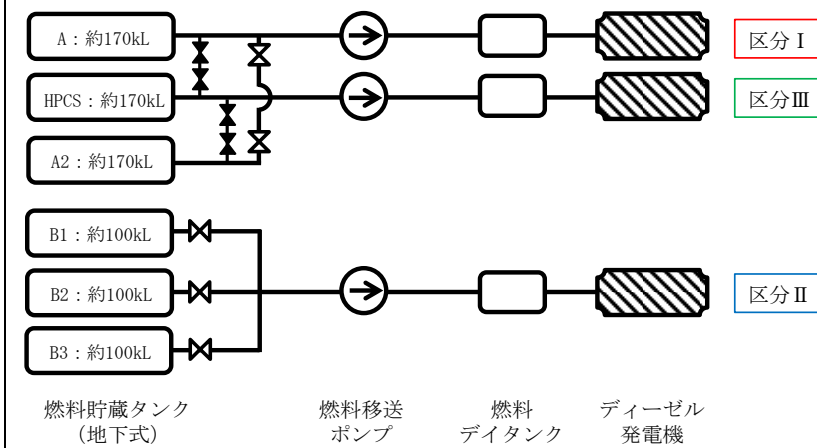 A：約170kL
区分Ⅰ
HPCS：約170kL
区分Ⅲ
A2：約170kL
B1：約100kL
B2：約100kL
区分Ⅱ
B3：約100kL
燃料貯蔵タンク
（地下式）
燃料移送
ポンプ
燃料
デイタンク
ディーゼル
発電機